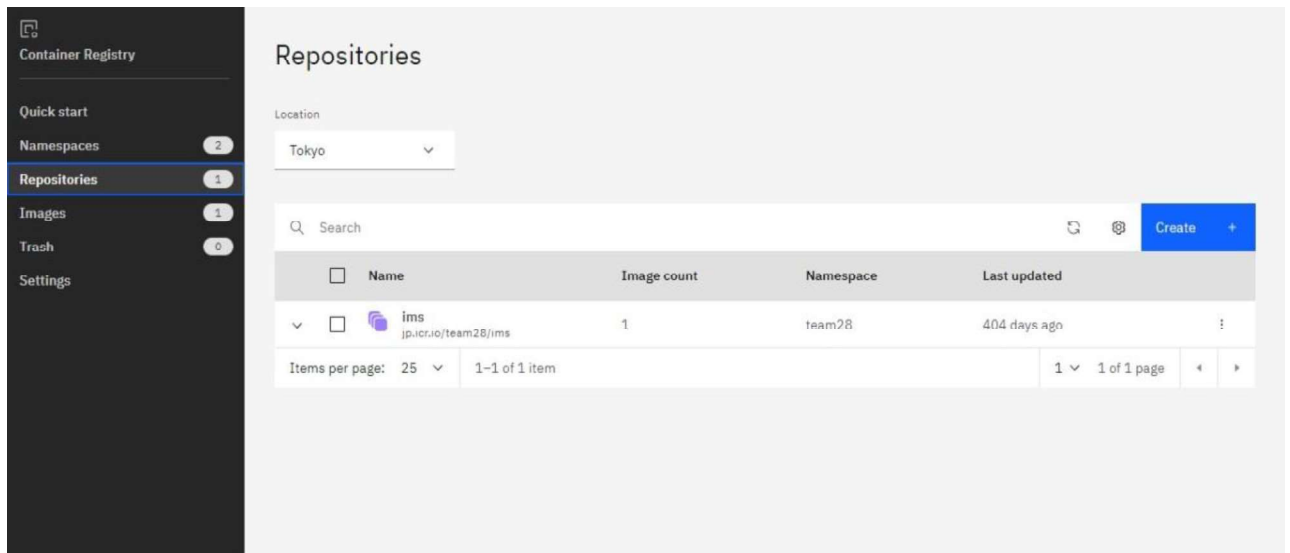 Container Registry
Quick start
Namespaces 2
Repositories 1
Images 1
Trash 0
Settings
Repositories
Location
Tokyo
Search
Create +
Name Image count Namespace Last updated
ims
jp.icr.io/team28/ims
1 team28 404 days ago
Items per page: 25 1–1 of 1 item 1 1 of 1 page